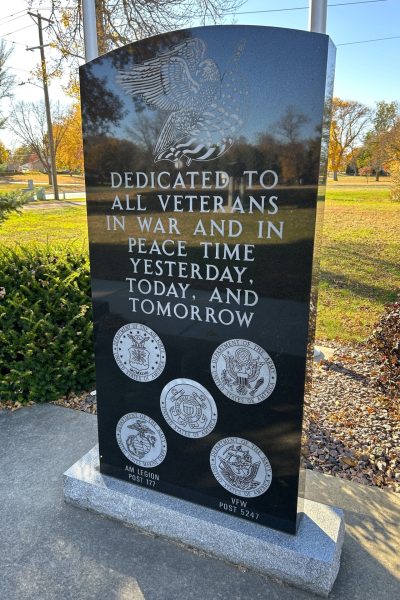 DEDICATED TO
ALL VETERANS
IN WAR AND IN
PEACE TIME
YESTERDAY,
TODAY, AND
TOMORROW
AM LEGION
POST 177
VFW
POST 5247